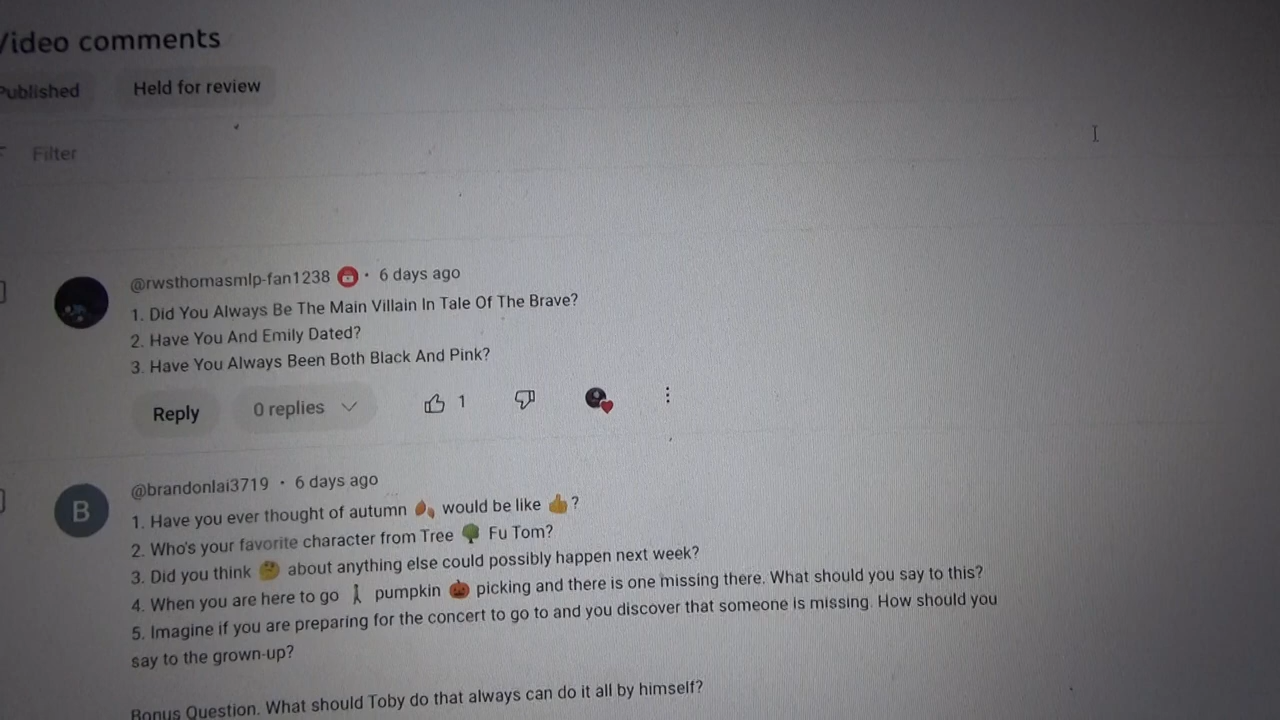 Video comments
Published Held for review
Filter
@rwsthomasmlp-fan1238 · 6 days ago
1. Did You Always Be The Main Villain In Tale Of The Brave?
2. Have You And Emily Dated?
3. Have You Always Been Both Black And Pink?
Reply 0 replies 1
B
@brandonlai3719 · 6 days ago
1. Have you ever thought of autumn 🍂 would be like 👍?
2. Who's your favorite character from Tree 🌳 Fu Tom?
3. Did you think 🤔 about anything else could possibly happen next week?
4. When you are here to go 🚶 pumpkin 🎃 picking and there is one missing there. What should you say to this?
5. Imagine if you are preparing for the concert to go to and you discover that someone is missing. How should you
say to the grown-up?
Bonus Question. What should Toby do that always can do it all by himself?